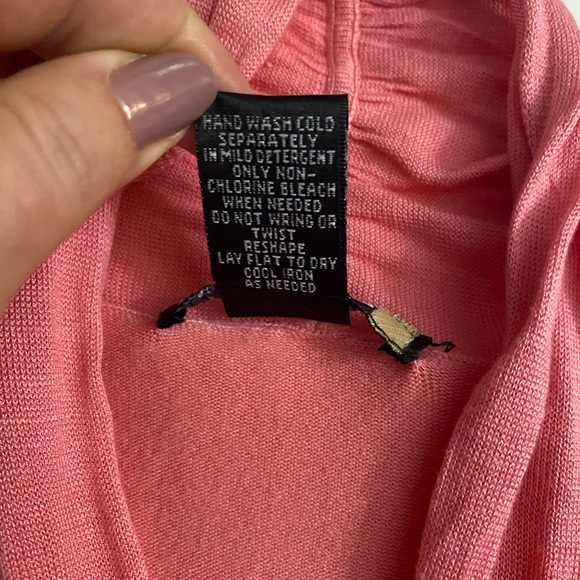 HAND WASH COLD
SEPARATELY
IN MILD DETERGENT
ONLY NON-
CHLORINE BLEACH
WHEN NEEDED
DO NOT WRING OR
TWIST
RESHAPE
LAY FLAT TO DRY
COOL IRON
AS NEEDED